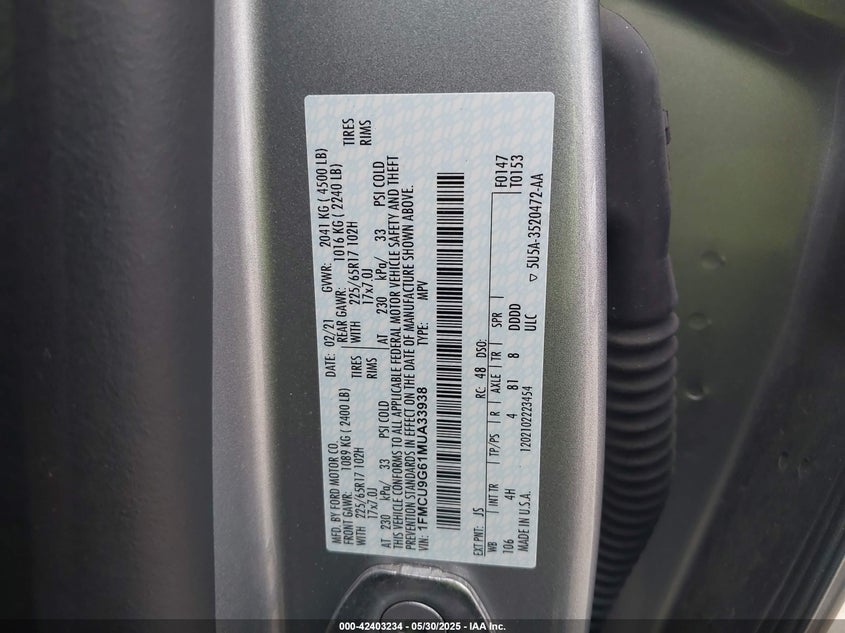 MFD. BY FORD MOTOR CO. DATE: 02/21 GVWR: 2041 KG ( 4500 LB)
FRONT GAWR: 1089 KG ( 2400 LB) REAR GAWR: 1016 KG ( 2240 LB)
WITH 225/65R17 102H TIRES WITH 225/65R17 102H TIRES
17x7.0J RIMS 17x7.0J RIMS
AT 230 kPa/ 33 PSI COLD AT 230 kPa/ 33 PSI COLD
THIS VEHICLE CONFORMS TO ALL APPLICABLE FEDERAL MOTOR VEHICLE SAFETY AND THEFT
PREVENTION STANDARDS IN EFFECT ON THE DATE OF MANUFACTURE SHOWN ABOVE.
VIN: 1FMCU9G61MUA33938 TYPE: MPV
F0147
T0153
EXT PNT: JS RC: 48 DSO:
WB INT TR TP/PS R AXLE TR SPR
106 4H 4 81 8 DDDD
MADE IN U.S.A. 1202102223454 ULC
▽ 5U5A-3520472-AA
000-42403234 - 05/30/2025 - IAA Inc.